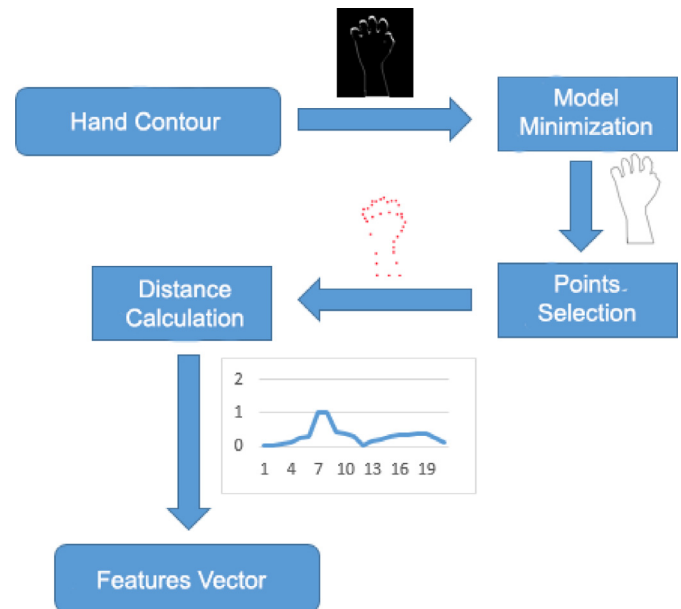 Hand Contour
Model
Minimization
Points
Selection
Distance
Calculation
2
1
0
1 4 7 10 13 16 19
Features Vector